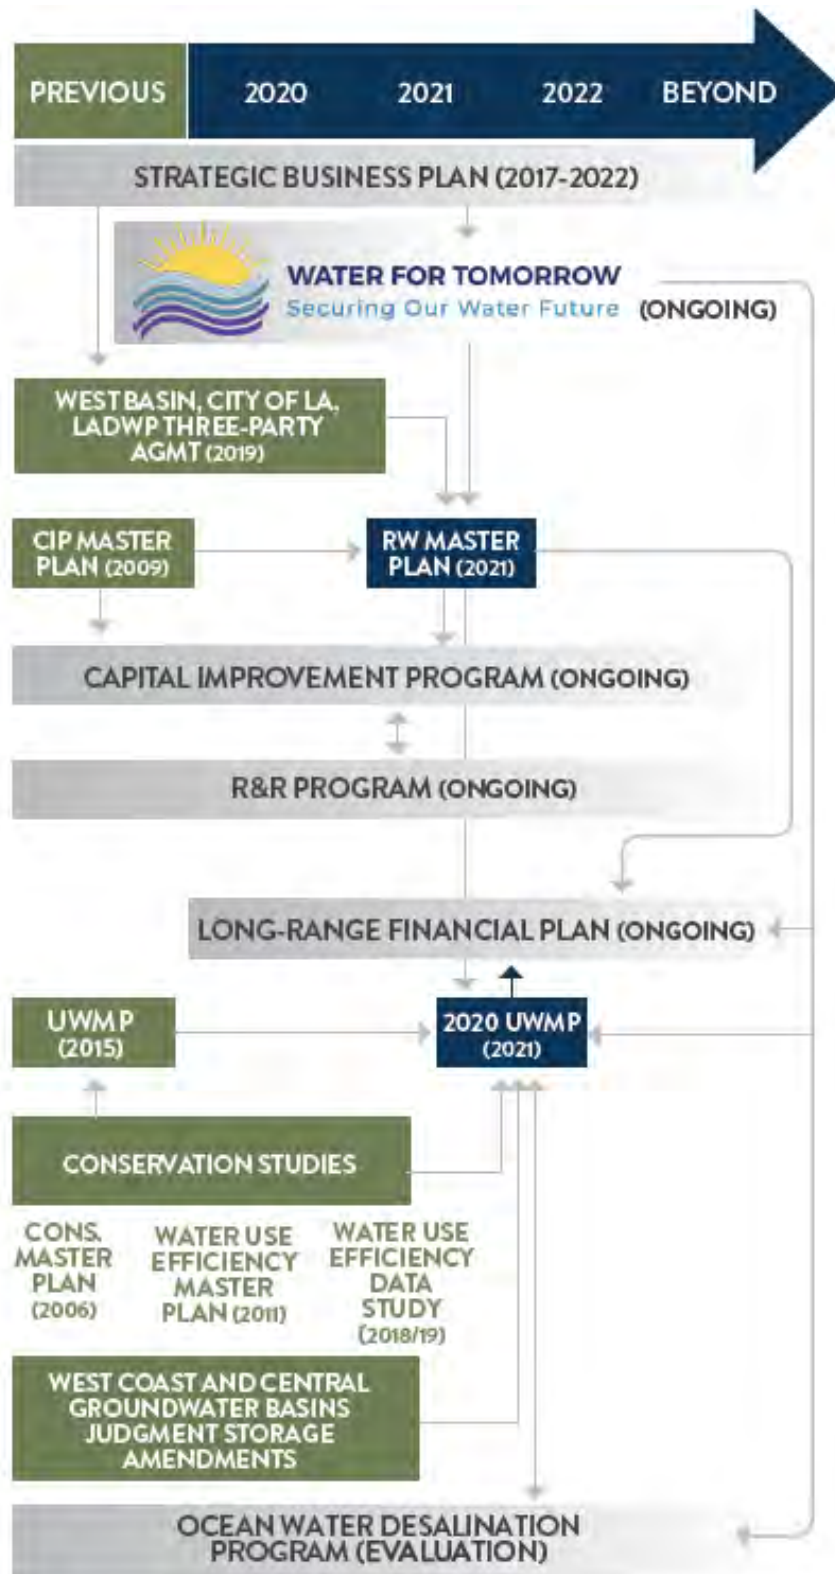 PREVIOUS 2020 2021 2022 BEYOND
STRATEGIC BUSINESS PLAN (2017-2022)
WATER FOR TOMORROW
Securing Our Water Future (ONGOING)
WEST BASIN, CITY OF LA,
LADWP THREE-PARTY
AGMT (2019)
CIP MASTER
PLAN (2009)
RW MASTER
PLAN (2021)
CAPITAL IMPROVEMENT PROGRAM (ONGOING)
R&R PROGRAM (ONGOING)
LONG-RANGE FINANCIAL PLAN (ONGOING)
UWMP
(2015)
2020 UWMP
(2021)
CONSERVATION STUDIES
CONS.
MASTER
PLAN
(2006)
WATER USE
EFFICIENCY
MASTER
PLAN (2011)
WATER USE
EFFICIENCY
DATA
STUDY
(2018/19)
WEST COAST AND CENTRAL
GROUNDWATER BASINS
JUDGMENT STORAGE
AMENDMENTS
OCEAN WATER DESALINATION
PROGRAM (EVALUATION)